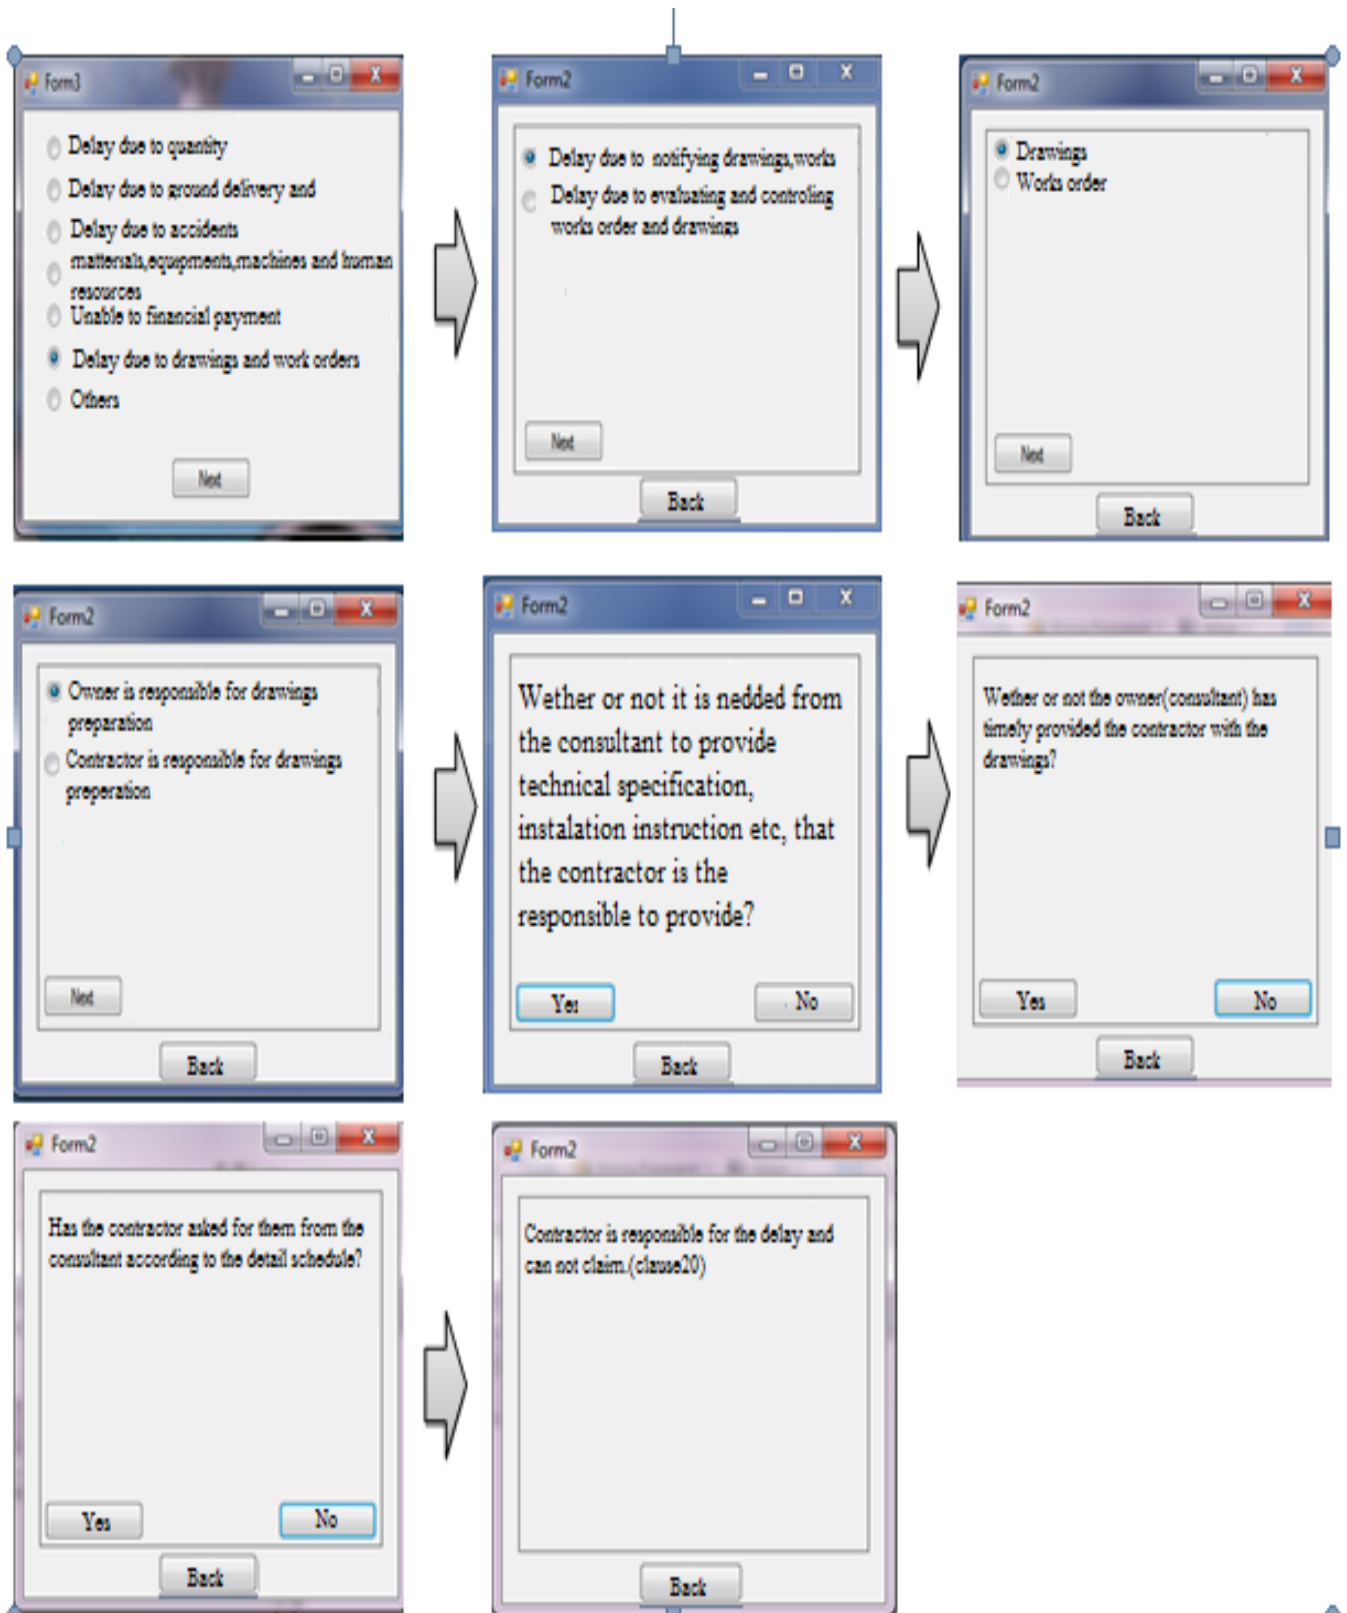 Form3
Delay due to quantity
Delay due to ground delivery and
Delay due to accidents
matterials,equipments,machines and human
resources
Unable to financial payment
Delay due to drawings and work orders
Others
Next
Form2
Delay due to notifying drawings,works
Delay due to evaluating and controling
works order and drawings
Next
Back
Form2
Drawings
Works order
Next
Back
Form2
Owner is responsible for drawings
preparation
Contractor is responsible for drawings
preperation
Next
Back
Form2
Wether or not it is nedded from
the consultant to provide
technical specification,
instalation instruction etc, that
the contractor is the
responsible to provide?
Yes
No
Back
Form2
Wether or not the owner(consultant) has
timely provided the contractor with the
drawings?
Yes
No
Back
Form2
Has the contractor asked for them from the
consultant according to the detail schedule?
Yes
No
Back
Form2
Contractor is responsible for the delay and
can not claim.(clause20)
Back